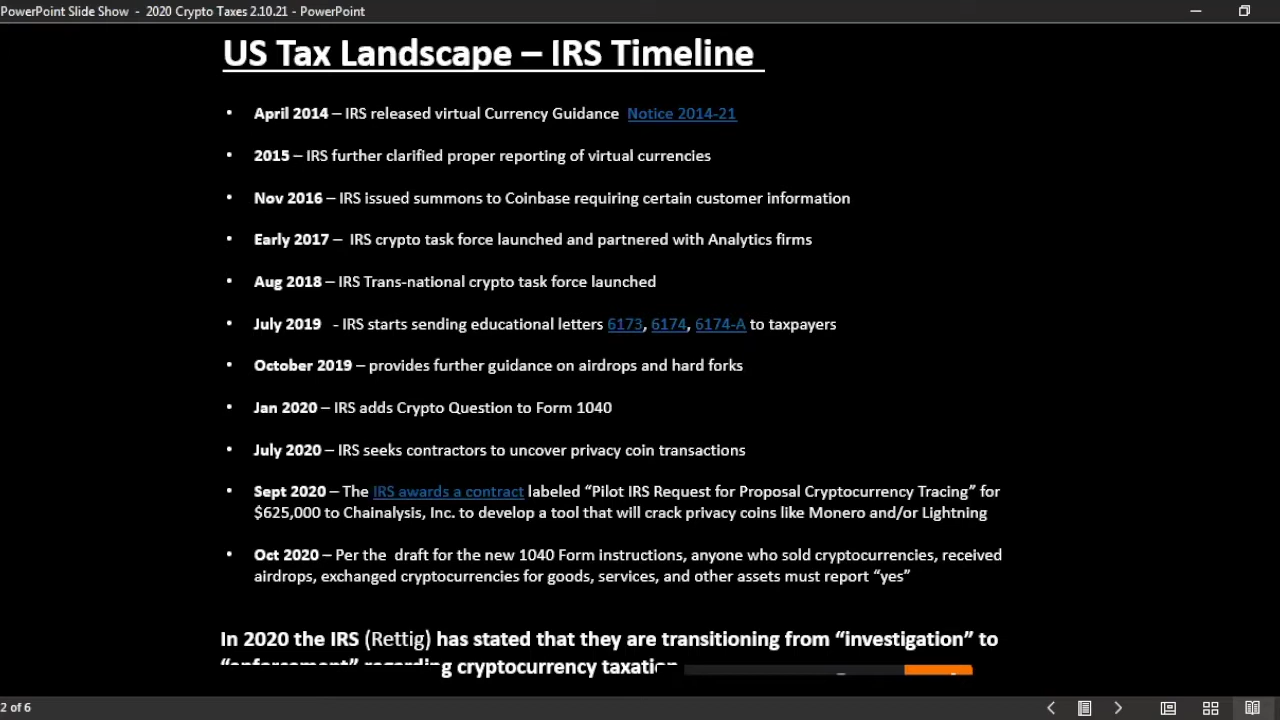 PowerPoint Slide Show - 2020 Crypto Taxes 2.10.21 - PowerPoint
US Tax Landscape – IRS Timeline
• April 2014 – IRS released virtual Currency Guidance Notice 2014-21
• 2015 – IRS further clarified proper reporting of virtual currencies
• Nov 2016 – IRS issued summons to Coinbase requiring certain customer information
• Early 2017 – IRS crypto task force launched and partnered with Analytics firms
• Aug 2018 – IRS Trans-national crypto task force launched
• July 2019 - IRS starts sending educational letters 6173, 6174, 6174-A to taxpayers
• October 2019 – provides further guidance on airdrops and hard forks
• Jan 2020 – IRS adds Crypto Question to Form 1040
• July 2020 – IRS seeks contractors to uncover privacy coin transactions
• Sept 2020 – The IRS awards a contract labeled “Pilot IRS Request for Proposal Cryptocurrency Tracing” for
$625,000 to Chainalysis, Inc. to develop a tool that will crack privacy coins like Monero and/or Lightning
• Oct 2020 – Per the draft for the new 1040 Form instructions, anyone who sold cryptocurrencies, received
airdrops, exchanged cryptocurrencies for goods, services, and other assets must report “yes”
In 2020 the IRS (Rettig) has stated that they are transitioning from “investigation” to
“enforcement” regarding cryptocurrency taxation
2 of 6